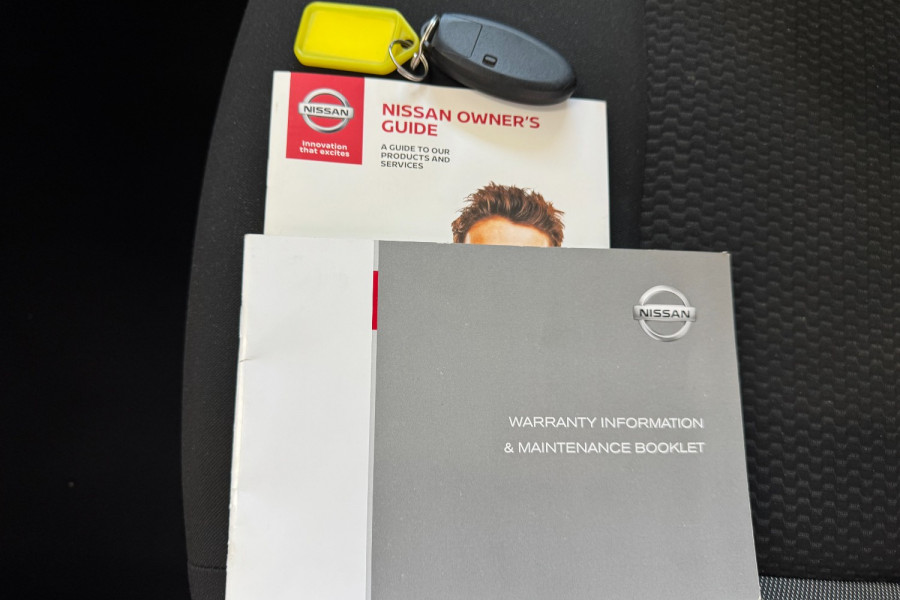 NISSAN
Innovation
that excites
NISSAN OWNER'S
GUIDE
A GUIDE TO OUR
PRODUCTS AND
SERVICES
NISSAN
WARRANTY INFORMATION
& MAINTENANCE BOOKLET